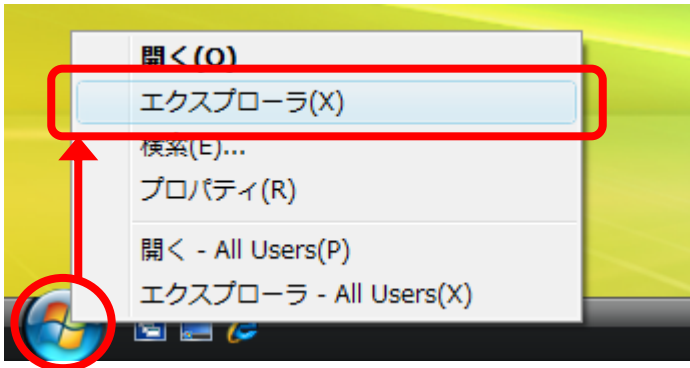 開く(O)
エクスプローラ(X)
検索(E)...
プロパティ(R)
開く - All Users(P)
エクスプローラ - All Users(X)